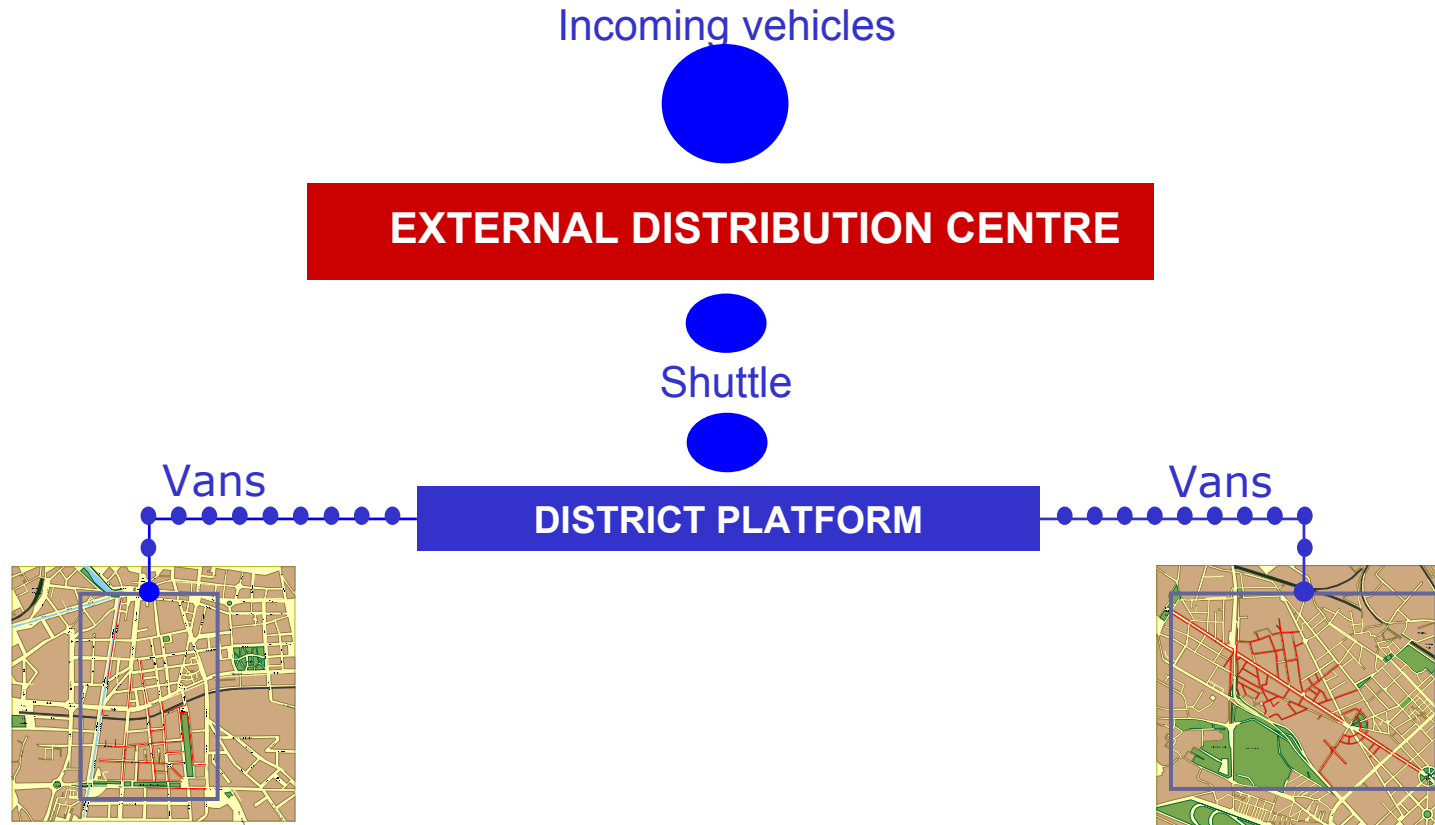 Incoming vehicles
EXTERNAL DISTRIBUTION CENTRE
Shuttle
Vans
Vans
DISTRICT PLATFORM